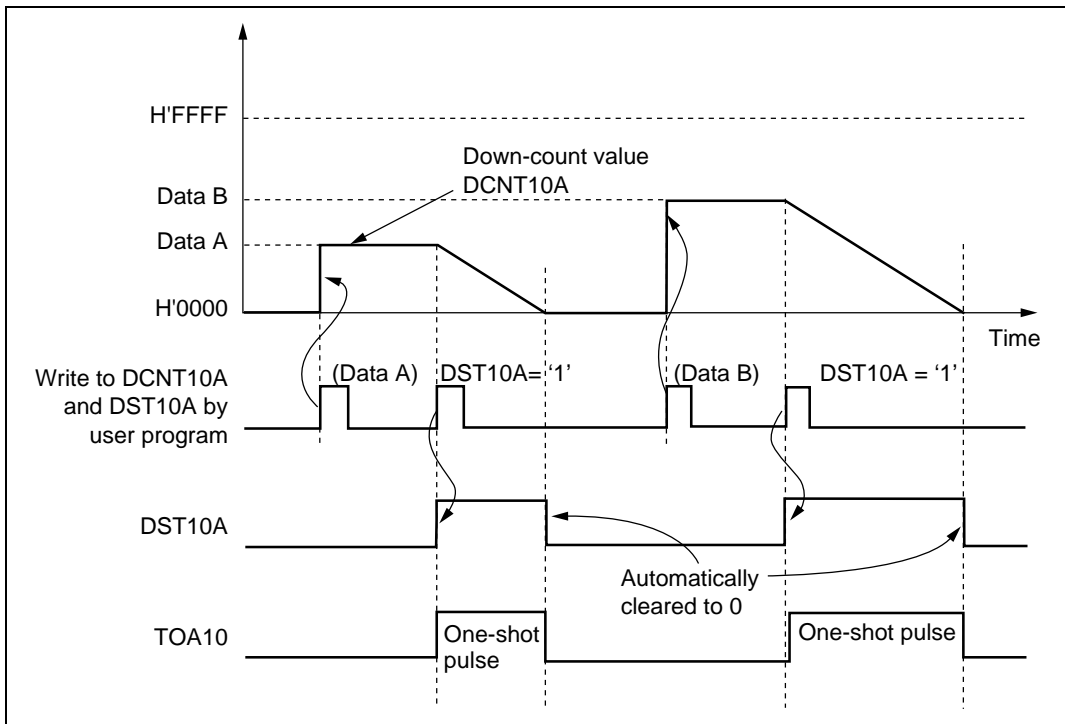 H'FFFF
Down-count value
DCNT10A
Data B
Data A
H'0000
Time
Write to DCNT10A
and DST10A by
user program
(Data A)
DST10A= ‘1’
(Data B)
DST10A = ‘1’
DST10A
Automatically
cleared to 0
TOA10
One-shot
pulse
One-shot pulse